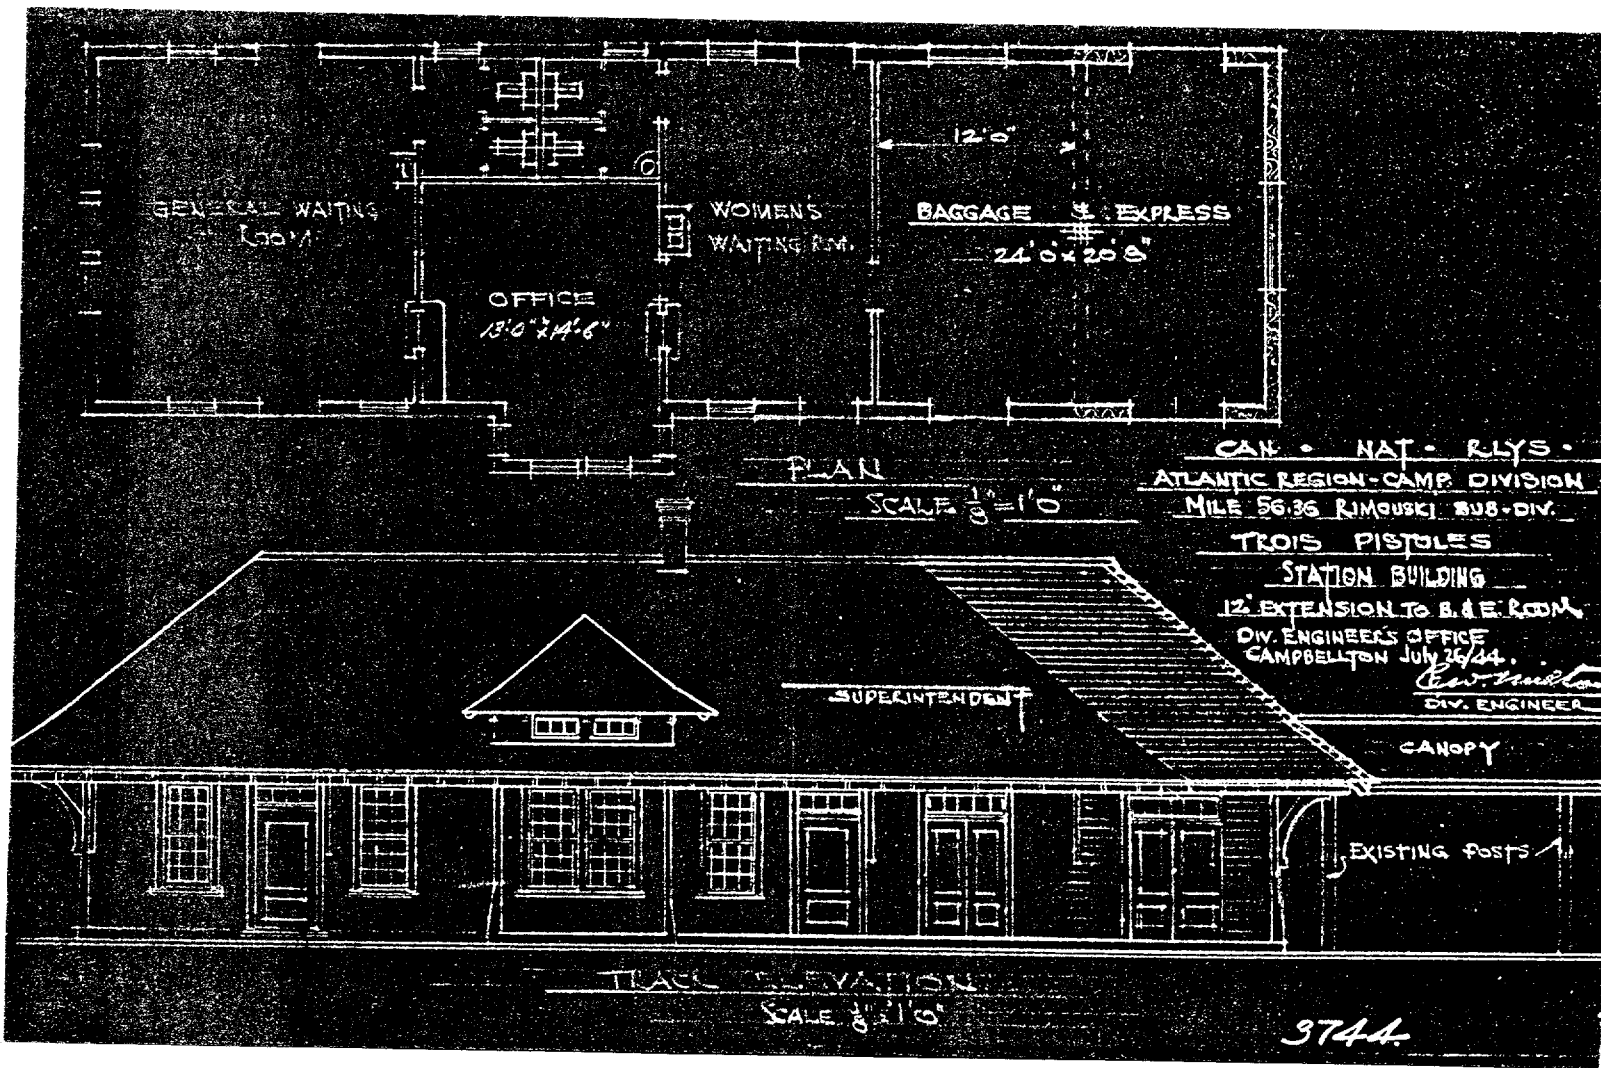 GENERAL WAITING
ROOM
OFFICE
13'0" x 14'-6"
WOMENS
WAITING RM.
12'0"
BAGGAGE & EXPRESS
24'0 x 20'8"
PLAN
SCALE 1/8" = 1'0"
CAN • NAT • RLYS •
ATLANTIC REGION - CAMP. DIVISION
MILE 56.36 RIMOUSKI SUB-DIV.
TROIS PISTOLES
STATION BUILDING
12' EXTENSION TO B. & E. ROOM
DIV. ENGINEER'S OFFICE
CAMPBELLTON July 26/44.
DIV. ENGINEER
SUPERINTENDENT
CANOPY
EXISTING POSTS
TRACK ELEVATION
SCALE 1/8" = 1'0"
3744.